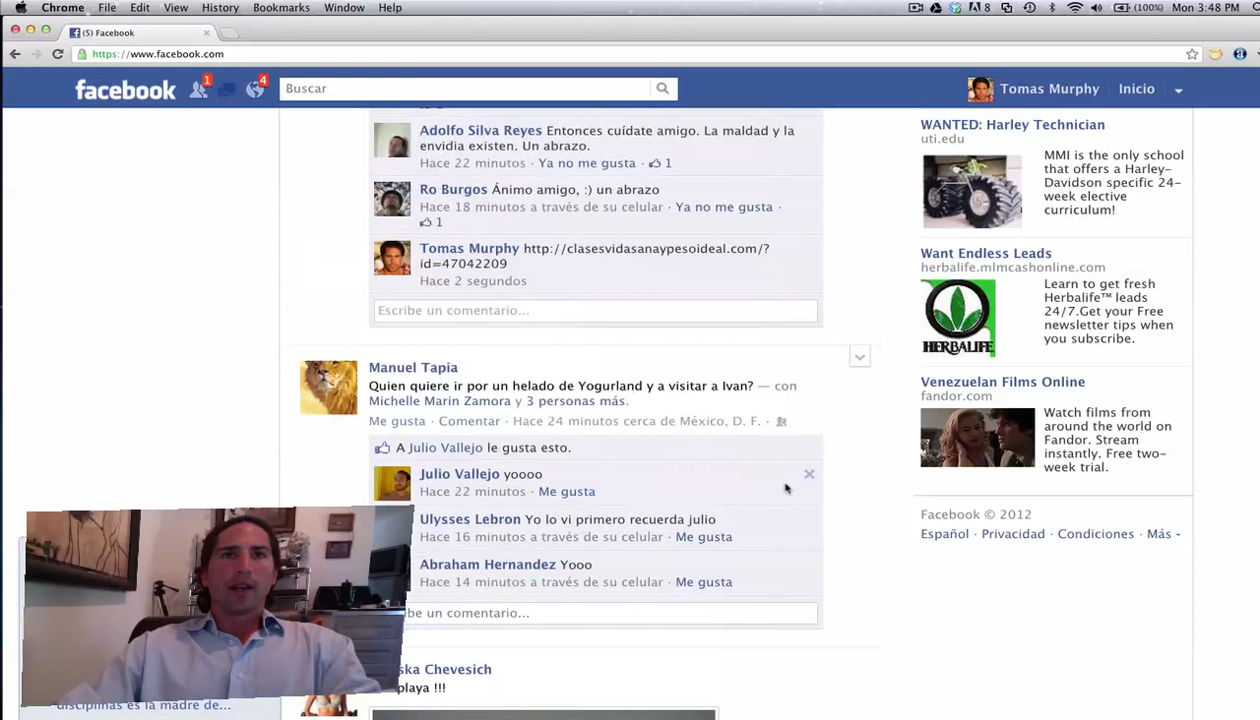 Chrome File Edit View History Bookmarks Window Help 8 (100%) Mon 3:48 PM
(5) Facebook
https://www.facebook.com
facebook 1 4 Buscar Tomas Murphy Inicio
Adolfo Silva Reyes Entonces cuídate amigo. La maldad y la
envidia existen. Un abrazo.
Hace 22 minutos · Ya no me gusta · 1
Ro Burgos Ánimo amigo, :) un abrazo
Hace 18 minutos a través de su celular · Ya no me gusta ·
1
Tomas Murphy http://clasesvidasanaypesoideal.com/?
id=47042209
Hace 2 segundos
Escribe un comentario...
Manuel Tapia
Quien quiere ir por un helado de Yogurland y a visitar a Ivan? — con
Michelle Marin Zamora y 3 personas más.
Me gusta · Comentar · Hace 24 minutos cerca de México, D. F. ·
A Julio Vallejo le gusta esto.
Julio Vallejo yoooo
Hace 22 minutos · Me gusta
Ulysses Lebron Yo lo vi primero recuerda julio
Hace 16 minutos a través de su celular · Me gusta
Abraham Hernandez Yooo
Hace 14 minutos a través de su celular · Me gusta
be un comentario...
ska Chevesich
playa !!!
disciplinas es la madre de...
WANTED: Harley Technician
uti.edu
MMI is the only school
that offers a Harley-
Davidson specific 24-
week elective
curriculum!
Want Endless Leads
herbalife.mlmcashonline.com
HERBALIFE
Learn to get fresh
Herbalife™ leads
24/7.Get your Free
newsletter tips when
you subscribe.
Venezuelan Films Online
fandor.com
Watch films from
around the world on
Fandor. Stream
instantly. Free two-
week trial.
Facebook © 2012
Español · Privacidad · Condiciones · Más